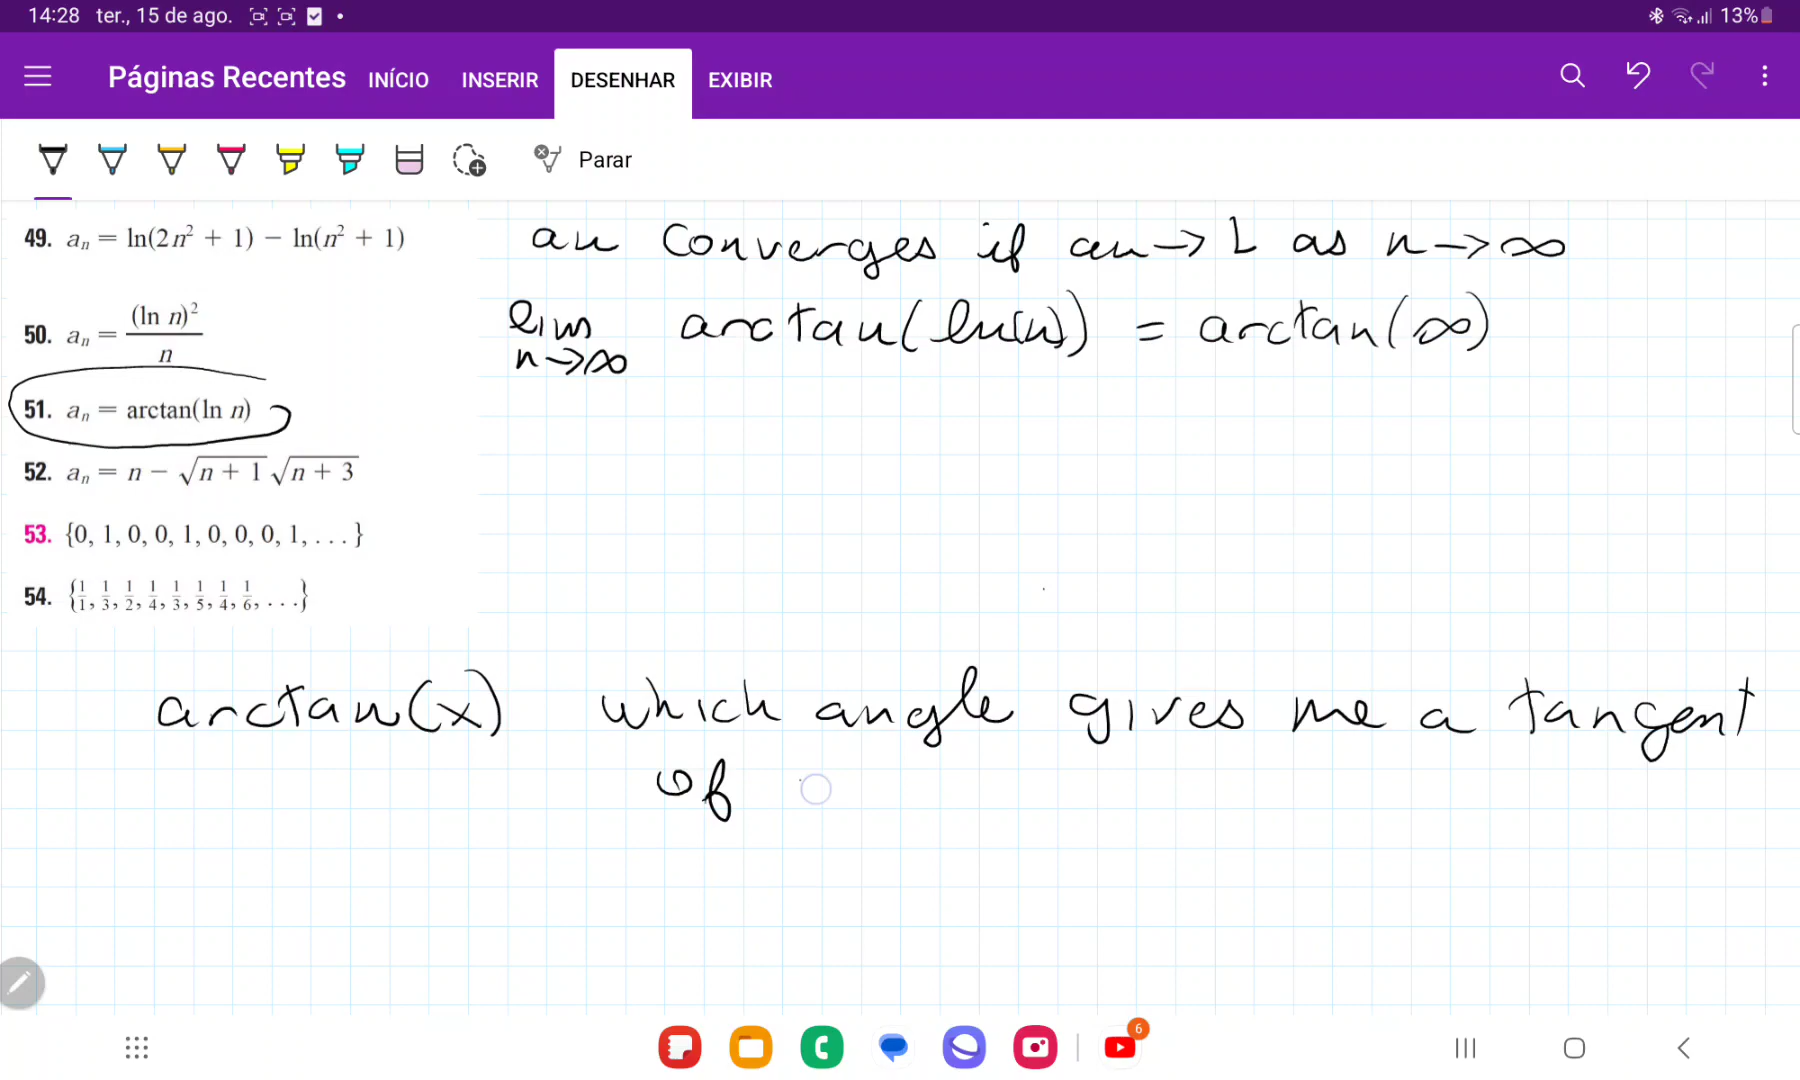 14:28 ter., 15 de ago.
13%
Páginas Recentes INÍCIO INSERIR DESENHAR EXIBIR
Parar
49. aₙ = ln(2n² + 1) − ln(n² + 1)
50. aₙ = (ln n)² / n
51. aₙ = arctan(ln n)
52. aₙ = n − √(n + 1) √(n + 3)
53. {0, 1, 0, 0, 1, 0, 0, 0, 1, . . . }
54. {1/1, 1/3, 1/2, 1/4, 1/3, 1/5, 1/4, 1/6, . . .}
an converges if an → L as n → ∞
lim n→∞ arctan(ln(n)) = arctan(∞)
arctan(x) which angle gives me a tangent
of
6